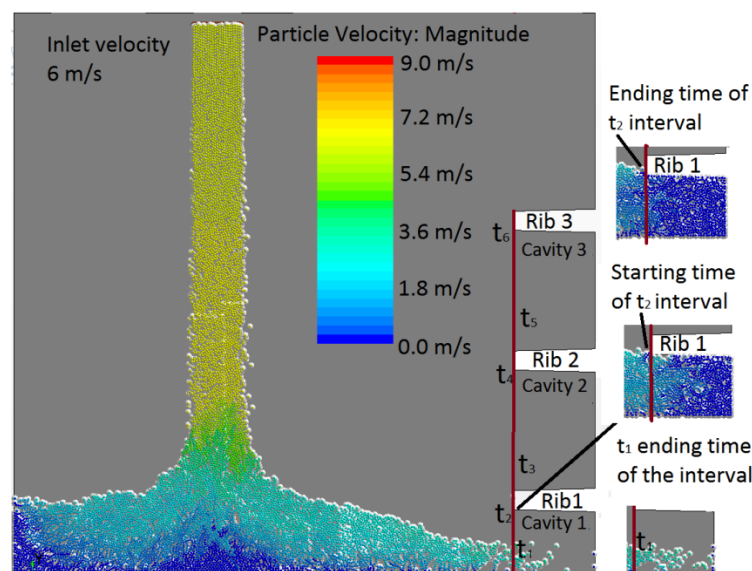 Inlet velocity
6 m/s
Particle Velocity: Magnitude
9.0 m/s
7.2 m/s
5.4 m/s
3.6 m/s
1.8 m/s
0.0 m/s
t6
Rib 3
Cavity 3
t5
Rib 2
t4
Cavity 2
t3
Rib1
t2
Cavity 1
t1
Ending time of
t2 interval
Rib 1
Starting time
of t2 interval
Rib 1
t1 ending time
of the interval
t1